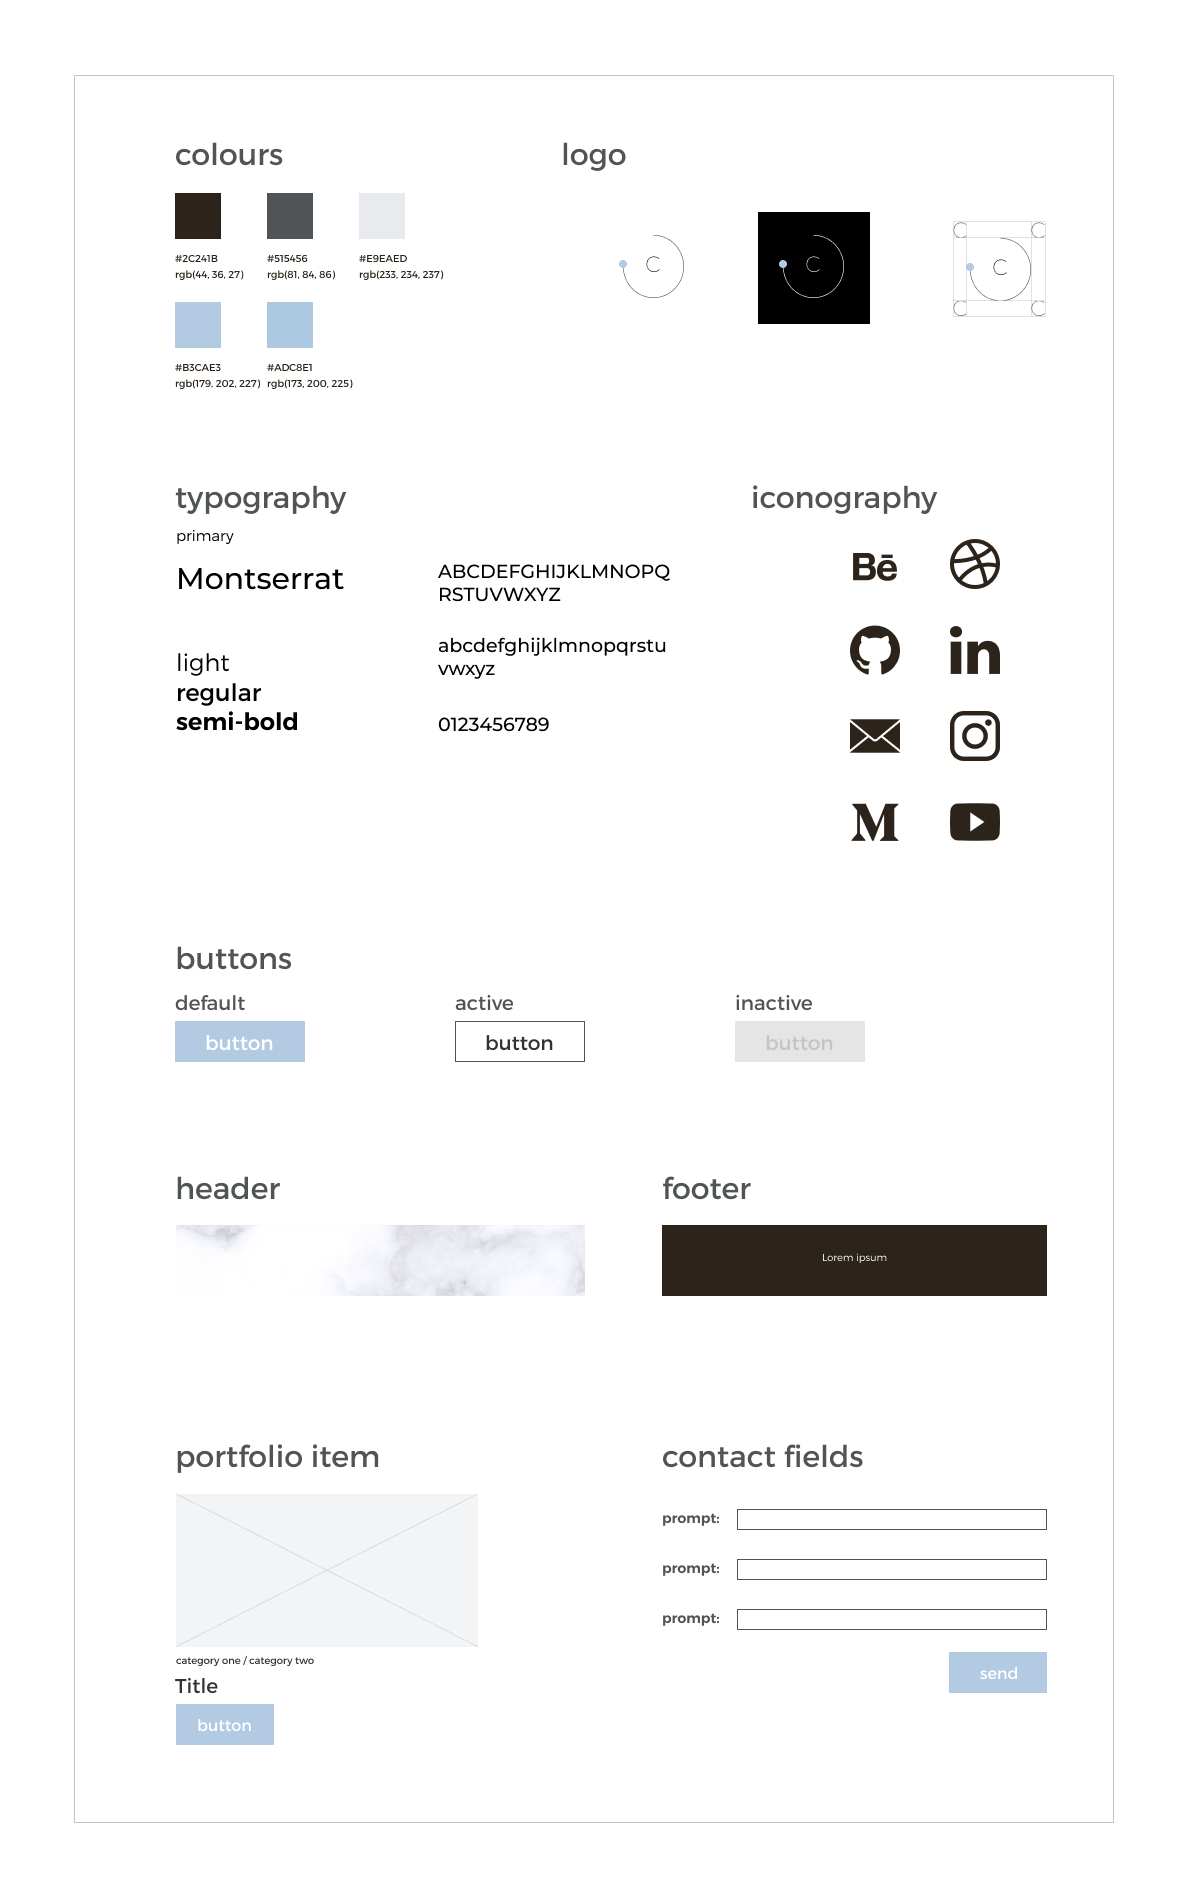 colours
#2C241B
rgb(44, 36, 27)
#515456
rgb(81, 84, 86)
#E9EAED
rgb(233, 234, 237)
#B3CAE3
rgb(179, 202, 227)
#ADC8E1
rgb(173, 200, 225)
logo
C
C
C
typography
primary
Montserrat
light
regular
semi-bold
ABCDEFGHIJKLMNOPQ
RSTUVWXYZ
abcdefghijklmnopqrstu
vwxyz
0123456789
iconography
Bē
in
M
buttons
default
button
active
button
inactive
button
header
footer
Lorem ipsum
portfolio item
category one / category two
Title
button
contact fields
prompt:
prompt:
prompt:
send